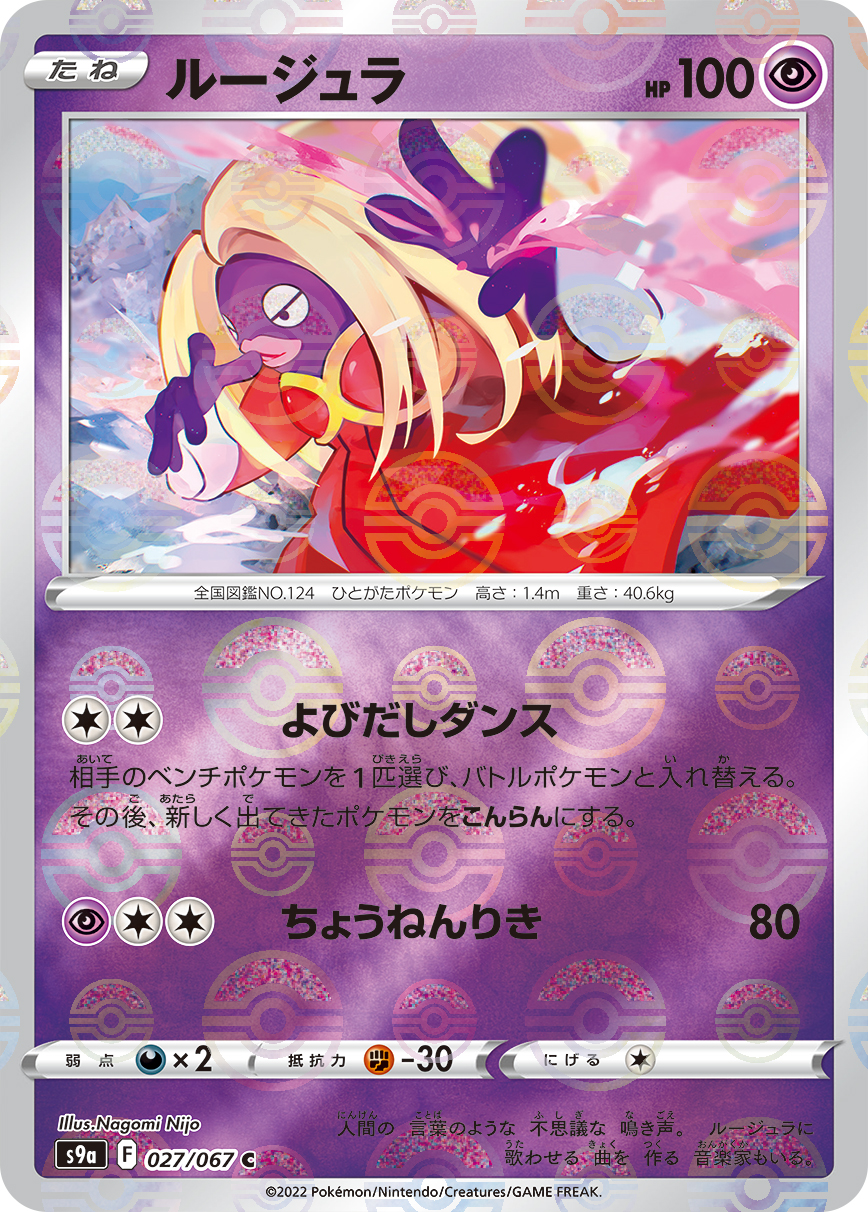 たね ルージュラ HP 100
全国図鑑NO.124 ひとがたポケモン 高さ:1.4m 重さ:40.6kg
よびだしダンス
相手のベンチポケモンを1匹選び、バトルポケモンと入れ替える。
その後、新しく出てきたポケモンをこんらんにする。
ちょうねんりき 80
弱点 ×2 抵抗力 -30 にげる
Illus.Nagomi Nijo
人間の 言葉のような 不思議な 鳴き声。 ルージュラに
歌わせる 曲を 作る 音楽家もいる。
s9a F 027/067 C
©2022 Pokémon/Nintendo/Creatures/GAME FREAK.